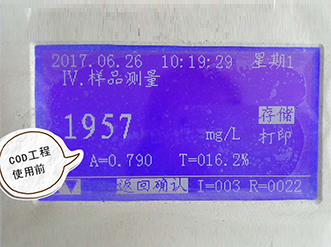 2017.06.26 10:19:29 星期1
Ⅳ.样品测量
1957 mg/L
存储
打印
A=0.790 T=016.2%
返回确认 I=003 R=0022
COD工程
使用前